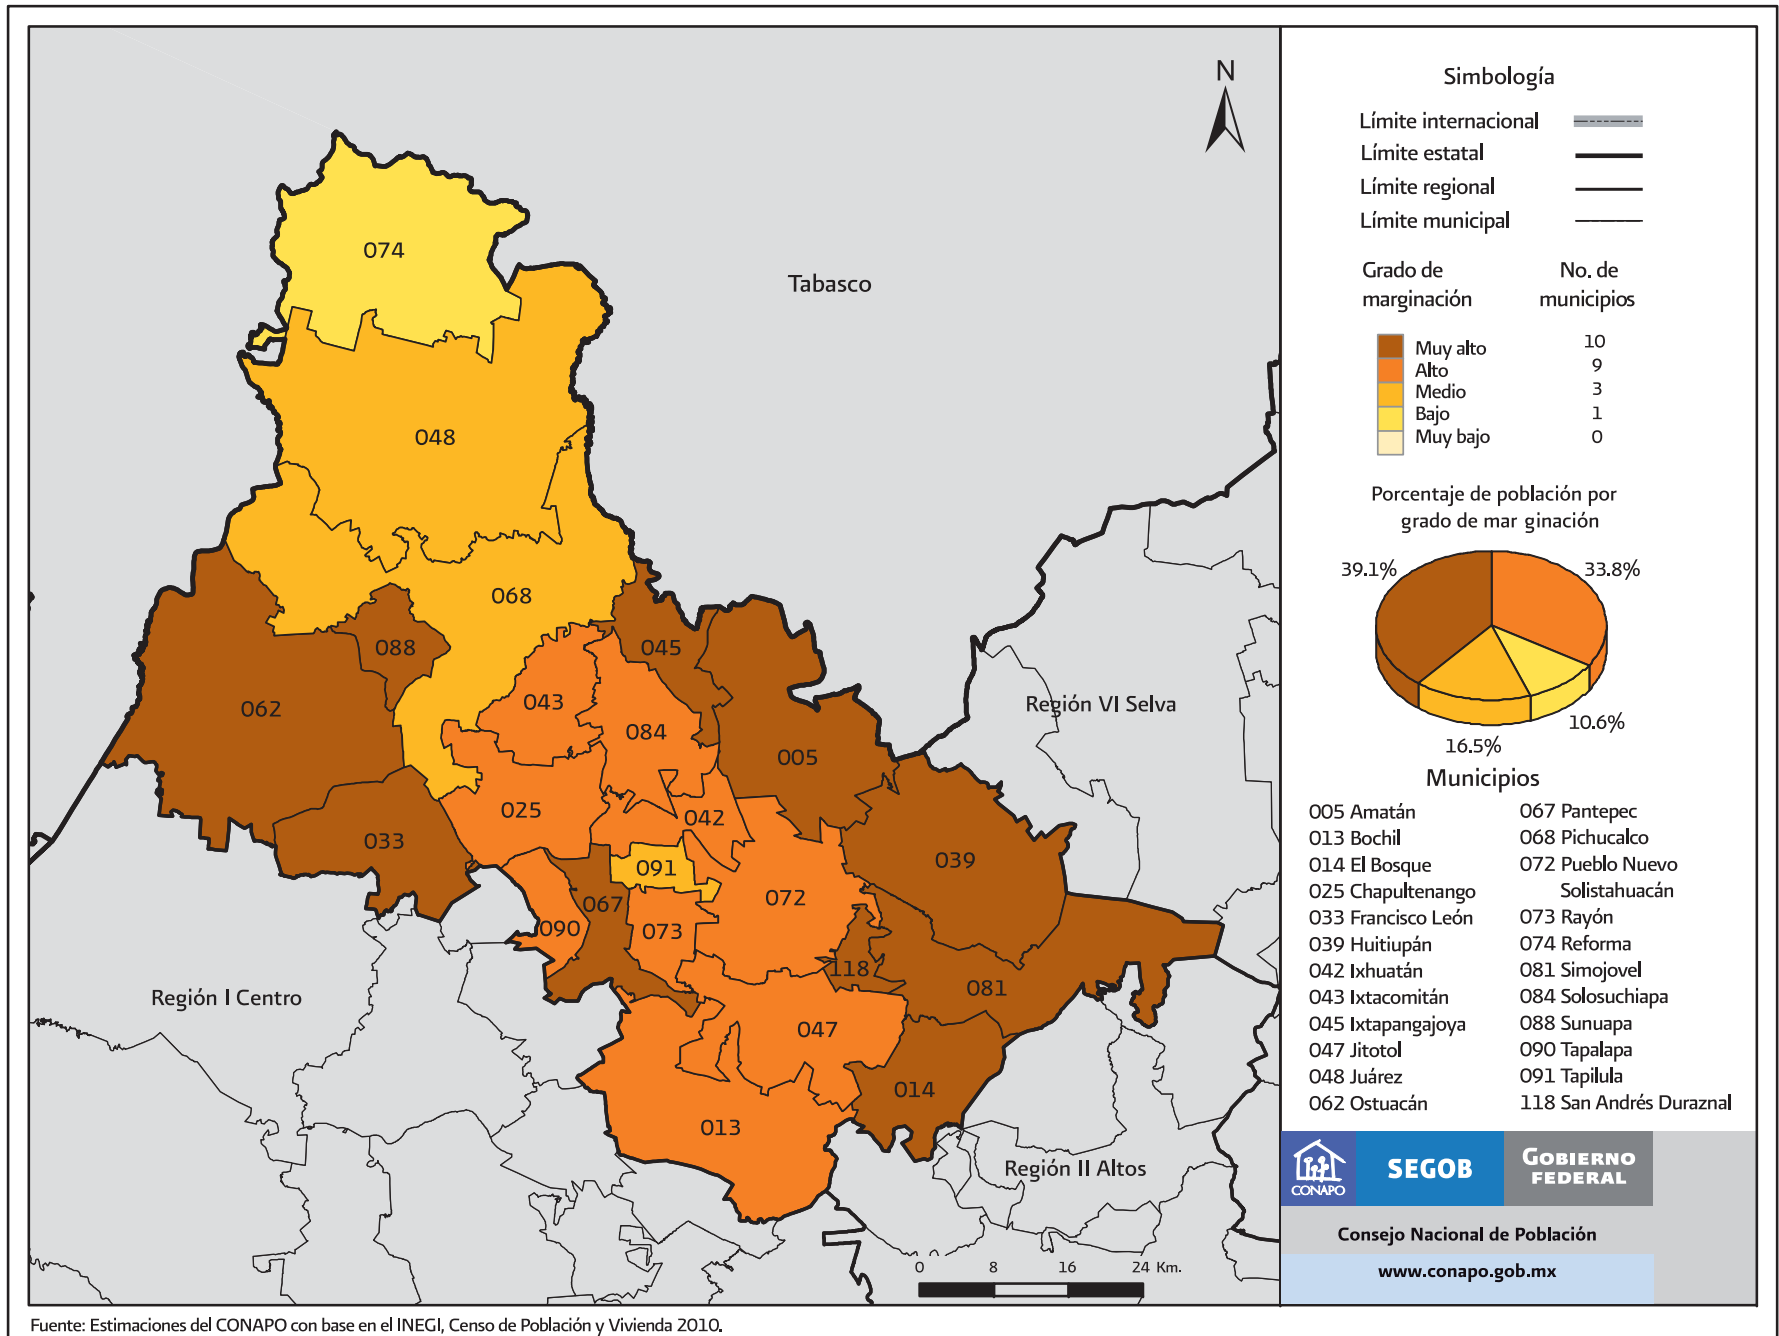 N
Tabasco
074
048
068
088
062
045
043
084
005
025
042
033
091
039
067
072
090
073
118
081
047
014
013
Región VI Selva
Región I Centro
Región II Altos
0 8 16 24 Km.
Simbología
Límite internacional
Límite estatal
Límite regional
Límite municipal
Grado de marginación
No. de municipios
Muy alto 10
Alto 9
Medio 3
Bajo 1
Muy bajo 0
Porcentaje de población por
grado de mar ginación
39.1%
33.8%
10.6%
16.5%
Municipios
005 Amatán
013 Bochil
014 El Bosque
025 Chapultenango
033 Francisco León
039 Huitiupán
042 Ixhuatán
043 Ixtacomitán
045 Ixtapangajoya
047 Jitotol
048 Juárez
062 Ostuacán
067 Pantepec
068 Pichucalco
072 Pueblo Nuevo
Solistahuacán
073 Rayón
074 Reforma
081 Simojovel
084 Solosuchiapa
088 Sunuapa
090 Tapalapa
091 Tapilula
118 San Andrés Duraznal
CONAPO
SEGOB
GOBIERNO
FEDERAL
Consejo Nacional de Población
www.conapo.gob.mx
Fuente: Estimaciones del CONAPO con base en el INEGI, Censo de Población y Vivienda 2010.